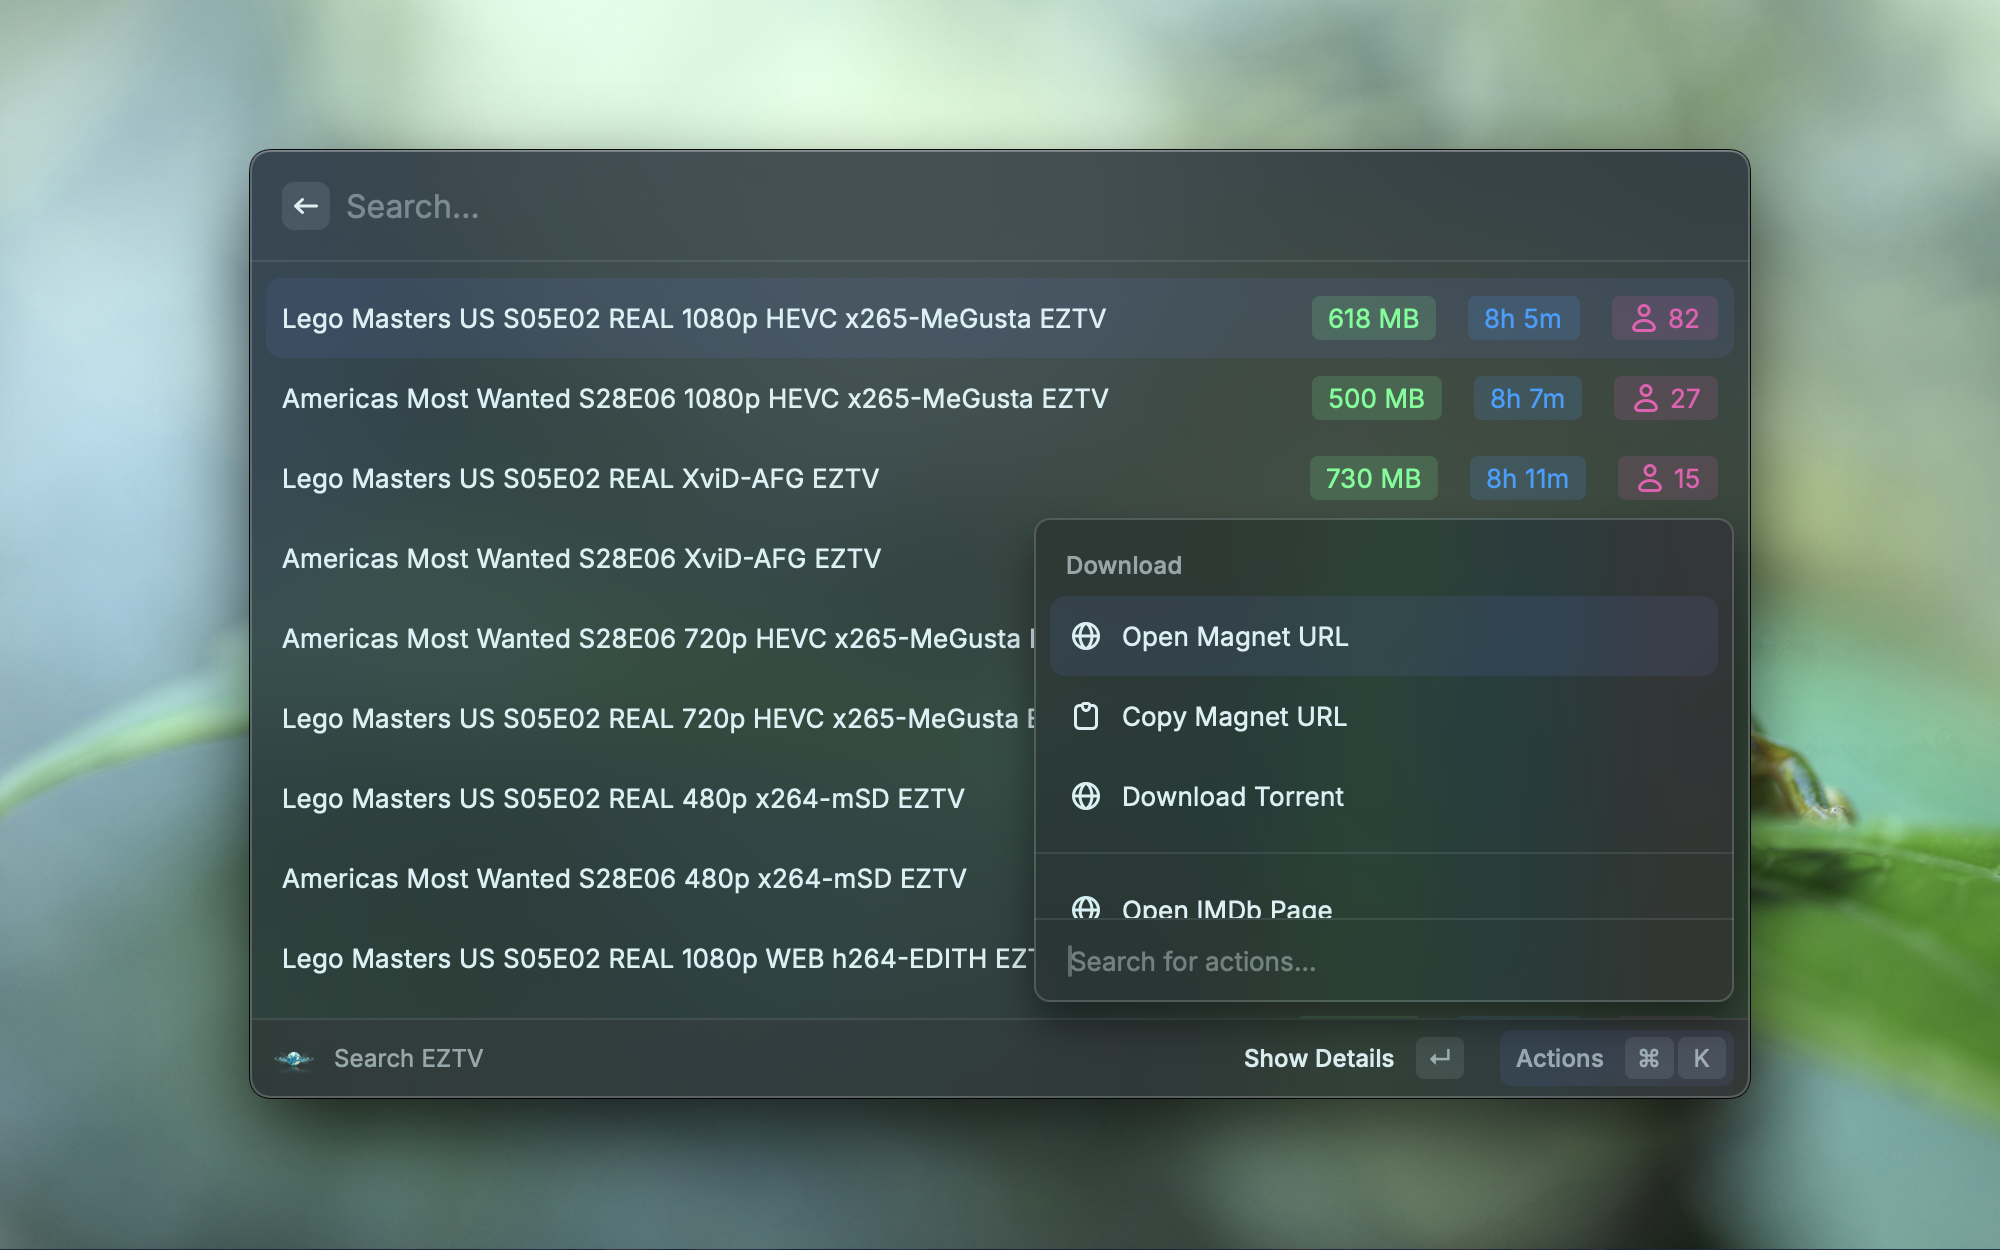 Search...
Lego Masters US S05E02 REAL 1080p HEVC x265-MeGusta EZTV 618 MB 8h 5m 82
Americas Most Wanted S28E06 1080p HEVC x265-MeGusta EZTV 500 MB 8h 7m 27
Lego Masters US S05E02 REAL XviD-AFG EZTV 730 MB 8h 11m 15
Americas Most Wanted S28E06 XviD-AFG EZTV
Americas Most Wanted S28E06 720p HEVC x265-MeGusta
Lego Masters US S05E02 REAL 720p HEVC x265-MeGusta
Lego Masters US S05E02 REAL 480p x264-mSD EZTV
Americas Most Wanted S28E06 480p x264-mSD EZTV
Lego Masters US S05E02 REAL 1080p WEB h264-EDITH
Download
Open Magnet URL
Copy Magnet URL
Download Torrent
Open IMDb Page
Search for actions...
Search EZTV
Show Details
Actions ⌘ K